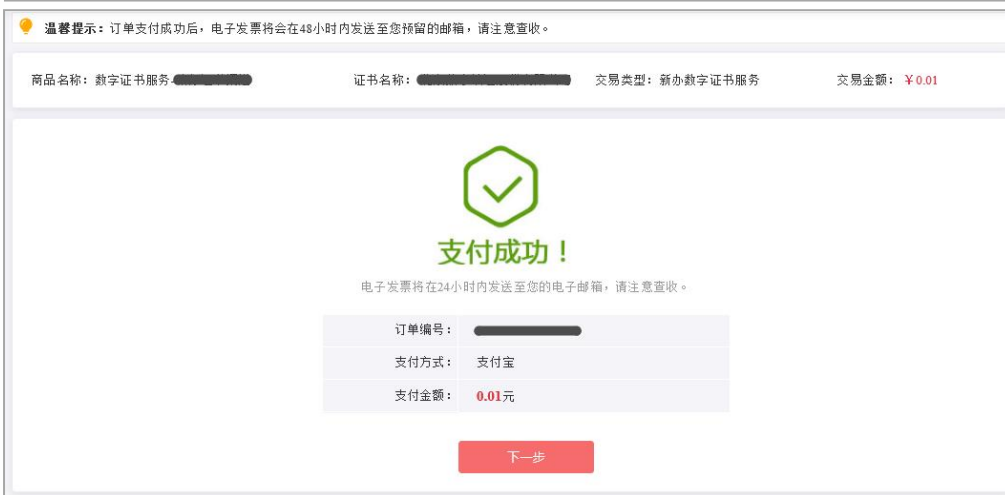 温馨提示：订单支付成功后，电子发票将会在48小时内发送至您预留的邮箱，请注意查收。
商品名称：数字证书服务- 证书名称： 交易类型：新办数字证书服务 交易金额：￥0.01
支付成功！
电子发票将在24小时内发送至您的电子邮箱，请注意查收。
订单编号：
支付方式： 支付宝
支付金额： 0.01元
下一步